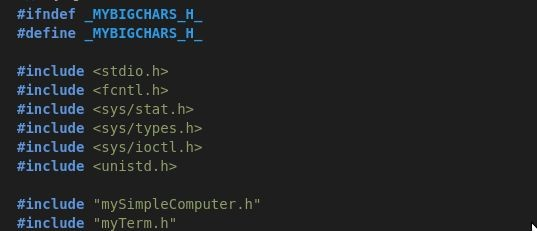 #ifndef _MYBIGCHARS_H_
#define _MYBIGCHARS_H_
#include <stdio.h>
#include <fcntl.h>
#include <sys/stat.h>
#include <sys/types.h>
#include <sys/ioctl.h>
#include <unistd.h>
#include "mySimpleComputer.h"
#include "myTerm.h"